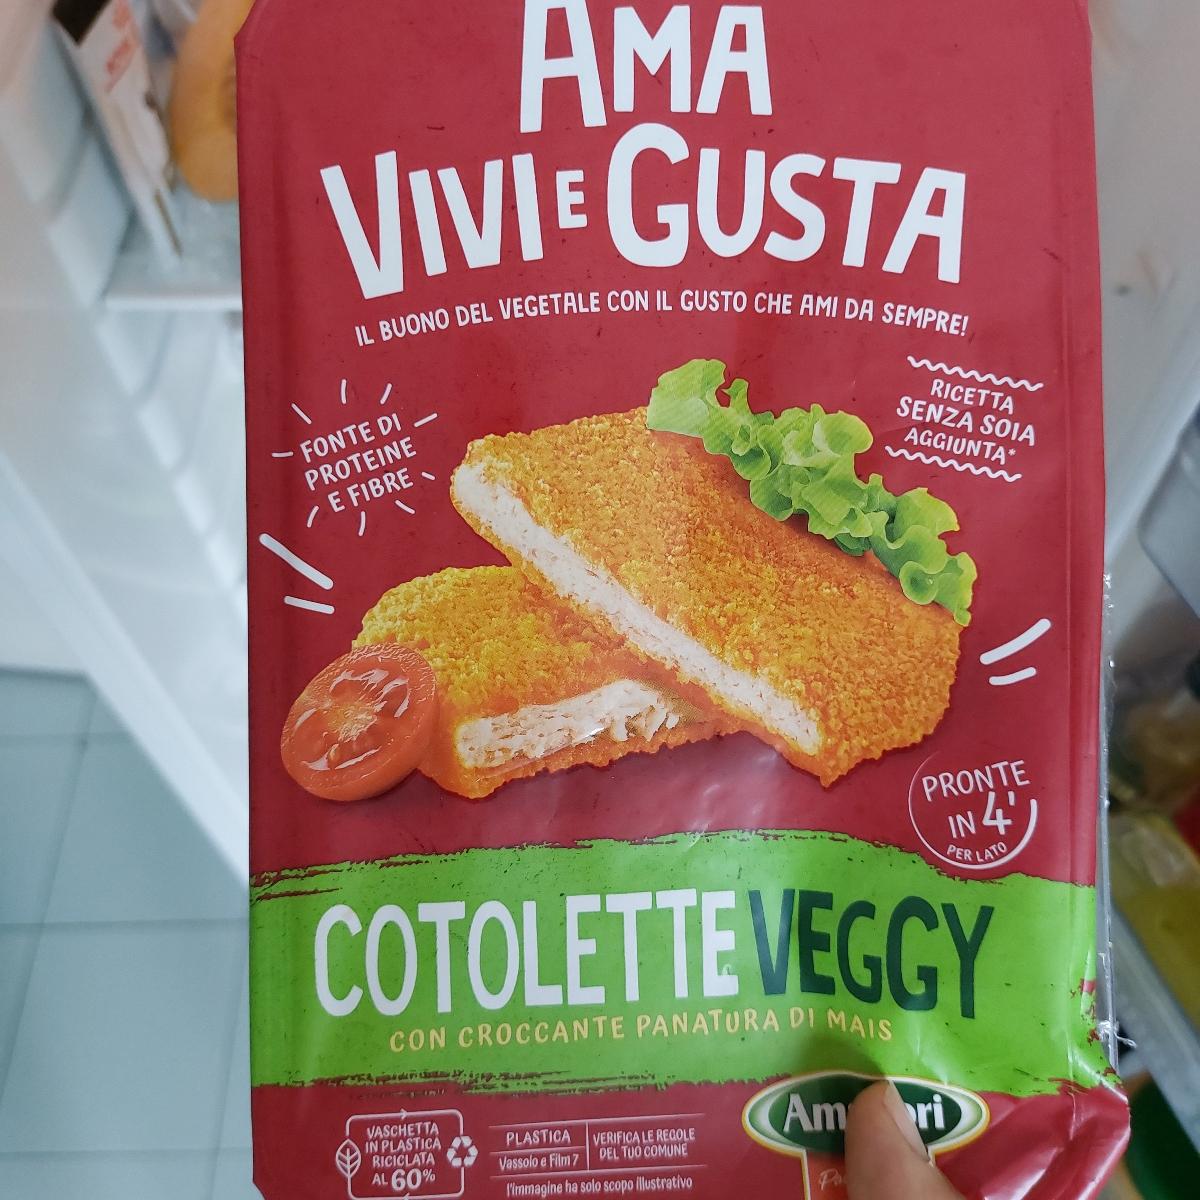 AMA
VIVI E GUSTA
IL BUONO DEL VEGETALE CON IL GUSTO CHE AMI DA SEMPRE!
FONTE DI
PROTEINE
E FIBRE
RICETTA
SENZA SOIA
AGGIUNTA*
PRONTE
IN 4'
PER LATO
COTOLETTE VEGGY
CON CROCCANTE PANATURA DI MAIS
VASCHETTA
IN PLASTICA
RICICLATA
AL 60%
PLASTICA
Vassoio e Film 7
VERIFICA LE REGOLE
DEL TUO COMUNE
l'immagine ha solo scopo illustrativo